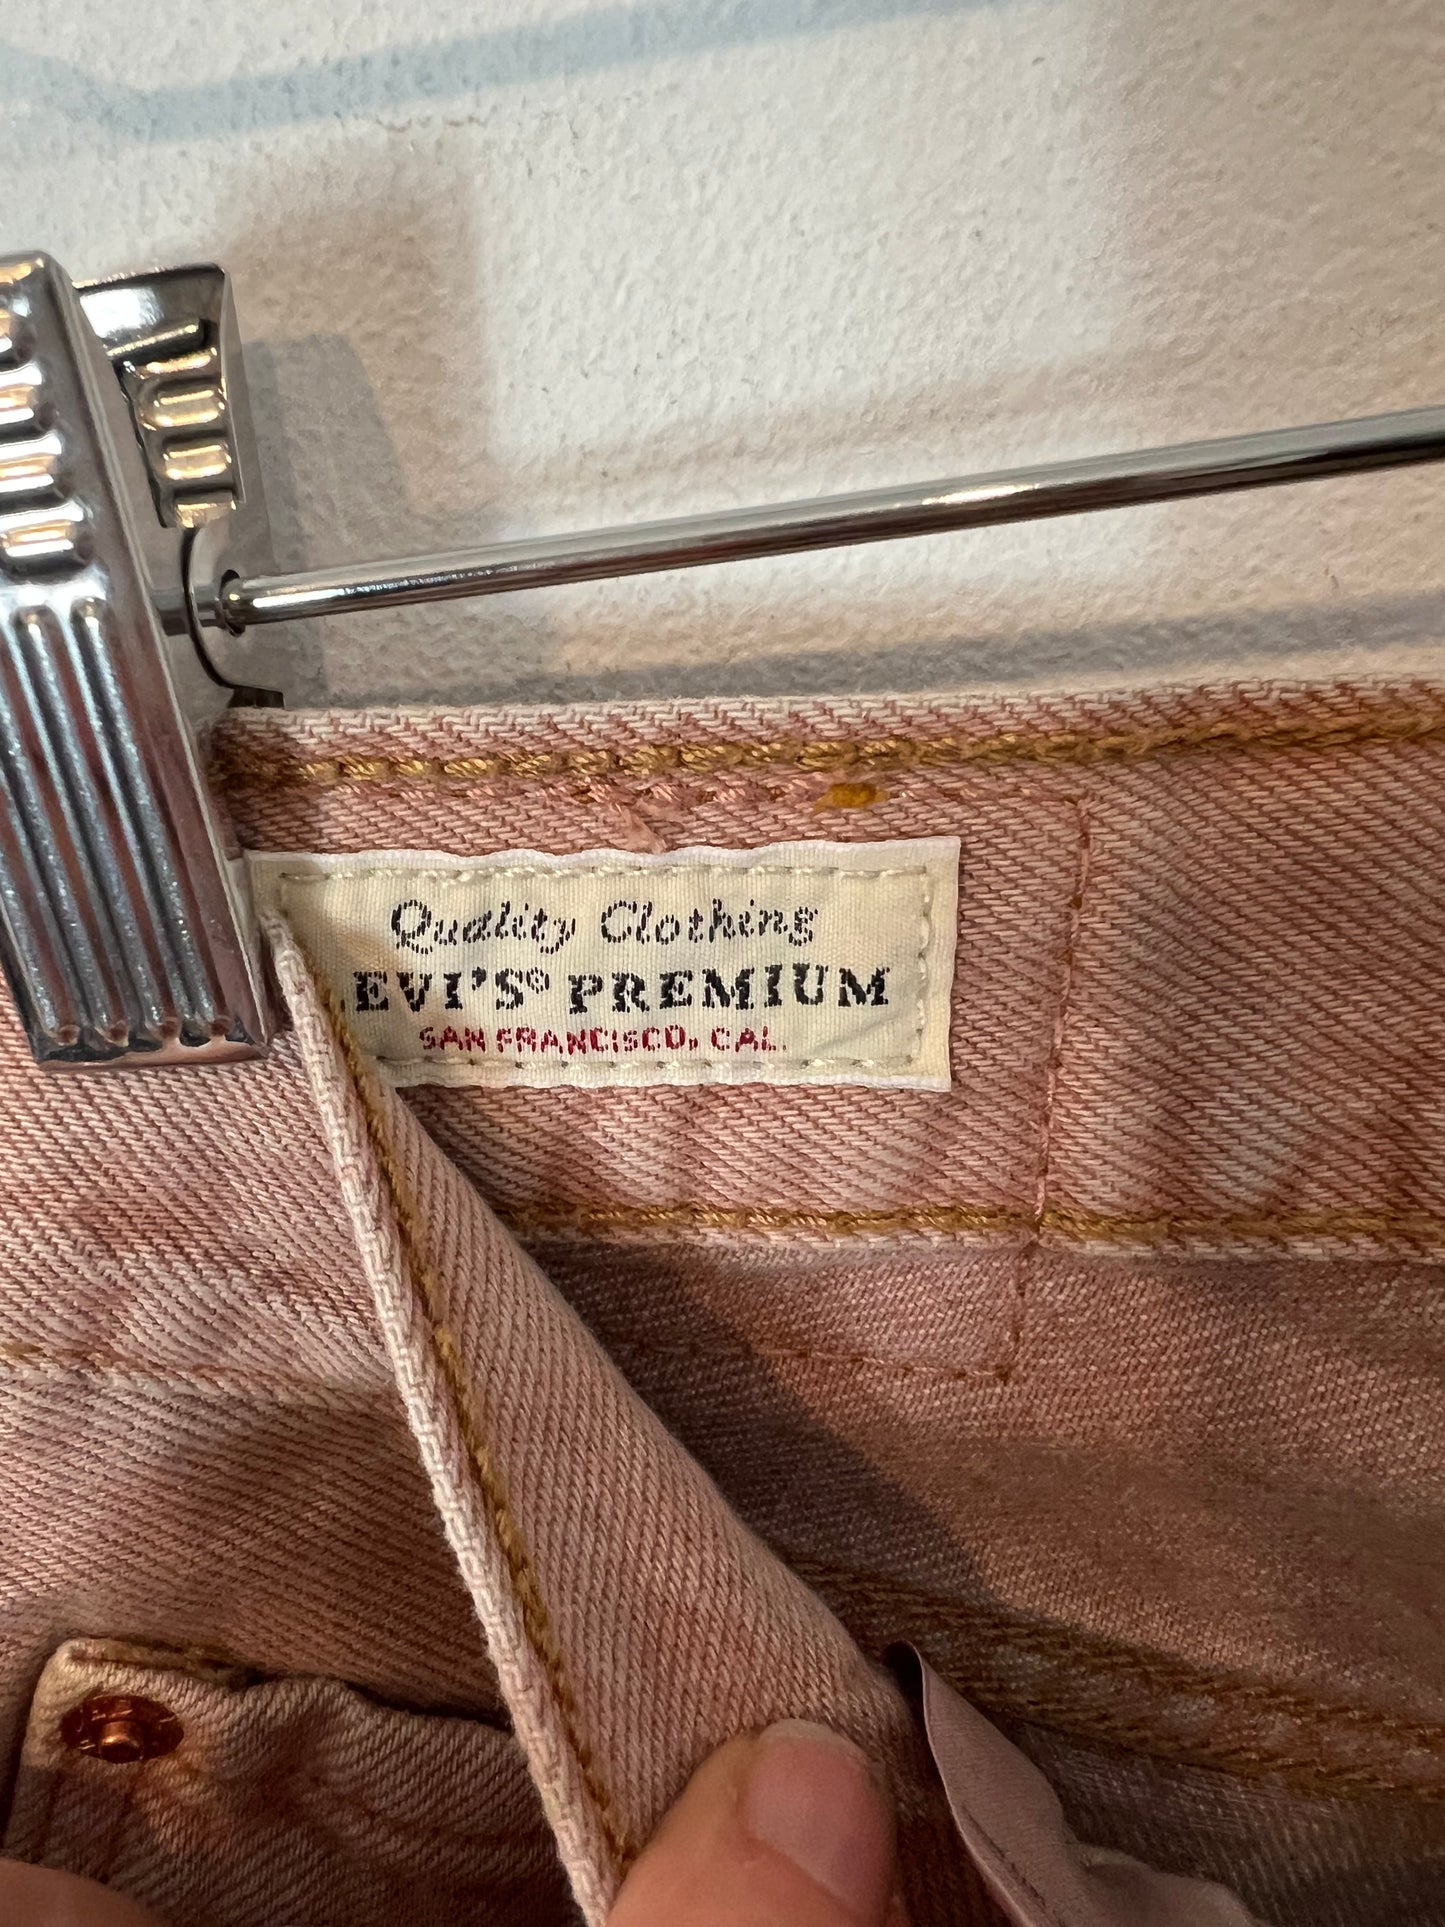 Quality Clothing
EVI'S® PREMIUM
SAN FRANCISCO, CAL.